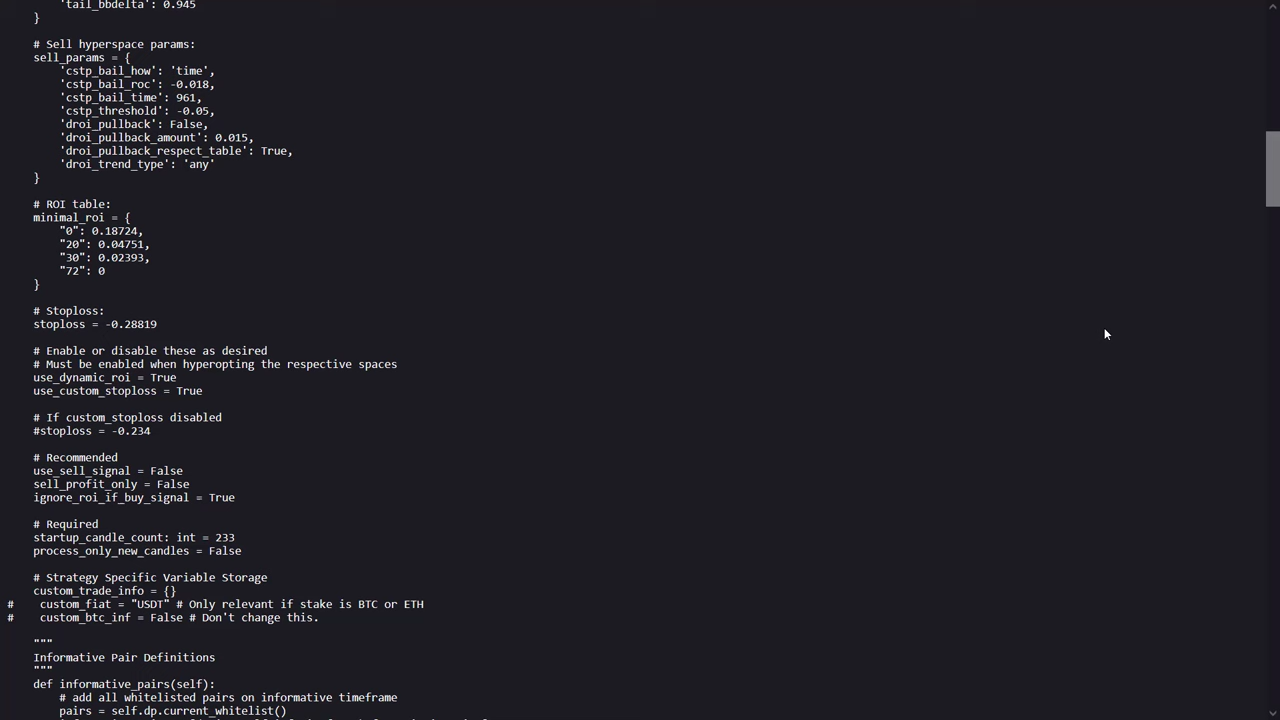 'tail_bbdelta': 0.945
    }
    # Sell hyperspace params:
    sell_params = {
        'cstp_bail_how': 'time',
        'cstp_bail_roc': -0.018,
        'cstp_bail_time': 961,
        'cstp_threshold': -0.05,
        'droi_pullback': False,
        'droi_pullback_amount': 0.015,
        'droi_pullback_respect_table': True,
        'droi_trend_type': 'any'
    }
    # ROI table:
    minimal_roi = {
        "0": 0.18724,
        "20": 0.04751,
        "30": 0.02393,
        "72": 0
    }
    # Stoploss:
    stoploss = -0.28819
    # Enable or disable these as desired
    # Must be enabled when hyperopting the respective spaces
    use_dynamic_roi = True
    use_custom_stoploss = True
    # If custom_stoploss disabled
    #stoploss = -0.234
    # Recommended
    use_sell_signal = False
    sell_profit_only = False
    ignore_roi_if_buy_signal = True
    # Required
    startup_candle_count: int = 233
    process_only_new_candles = False
    # Strategy Specific Variable Storage
    custom_trade_info = {}
#    custom_fiat = "USDT" # Only relevant if stake is BTC or ETH
#    custom_btc_inf = False # Don't change this.
    """
    Informative Pair Definitions
    """
    def informative_pairs(self):
        # add all whitelisted pairs on informative timeframe
        pairs = self.dp.current_whitelist()